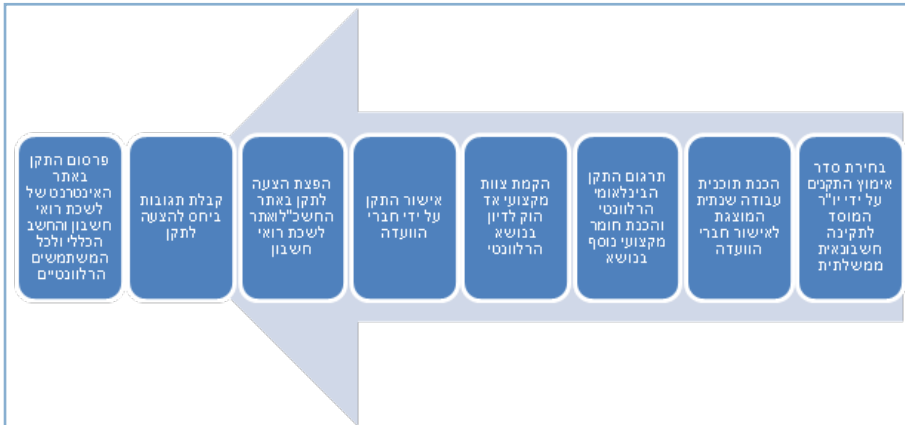 בחירת סדר
אימוץ התקנים
על ידי יו"ר
המוסד
לתקינה
חשבונאית
ממשלתית
הכנת תוכנית
עבודה שנתית
המוצגת
לאישור חברי
הוועדה
תרגום התקן
הבינלאומי
הרלוונטי
והכנת חומר
מקצועי נוסף
בנושא
הקמת צוות
מקצועי אד
הוק לדיון
בנושא
הרלוונטי
אישור התקן
על ידי חברי
הוועדה
הפצת הצעה
לתקן באתר
החשכ"לואתר
לשכת רואי
חשבון
קבלת תגובות
ביחס להצעה
לתקן
פרסום התקן
באתר
האינטרנט של
לשכת רואי
חשבון והחשב
הכללי ולכל
המשתמשים
הרלוונטיים